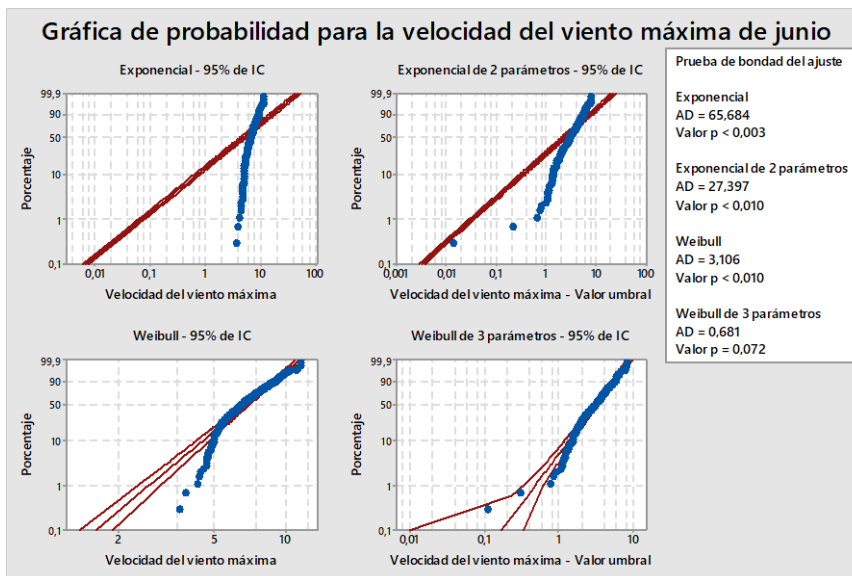 Gráfica de probabilidad para la velocidad del viento máxima de junio
Exponencial - 95% de IC
Porcentaje
99,9
90
50
10
1
0,1
0,01
0,1
1
10
100
Velocidad del viento máxima
Exponencial de 2 parámetros - 95% de IC
Porcentaje
99,9
90
50
10
1
0,1
0,001
0,01
0,1
1
10
100
Velocidad del viento máxima - Valor umbral
Weibull - 95% de IC
Porcentaje
99,9
90
50
10
1
0,1
2
5
10
Velocidad del viento máxima
Weibull de 3 parámetros - 95% de IC
Porcentaje
99,9
90
50
10
1
0,1
0,01
0,1
1
10
Velocidad del viento máxima - Valor umbral
Prueba de bondad del ajuste
Exponencial
AD = 65,684
Valor p < 0,003
Exponencial de 2 parámetros
AD = 27,397
Valor p < 0,010
Weibull
AD = 3,106
Valor p < 0,010
Weibull de 3 parámetros
AD = 0,681
Valor p = 0,072